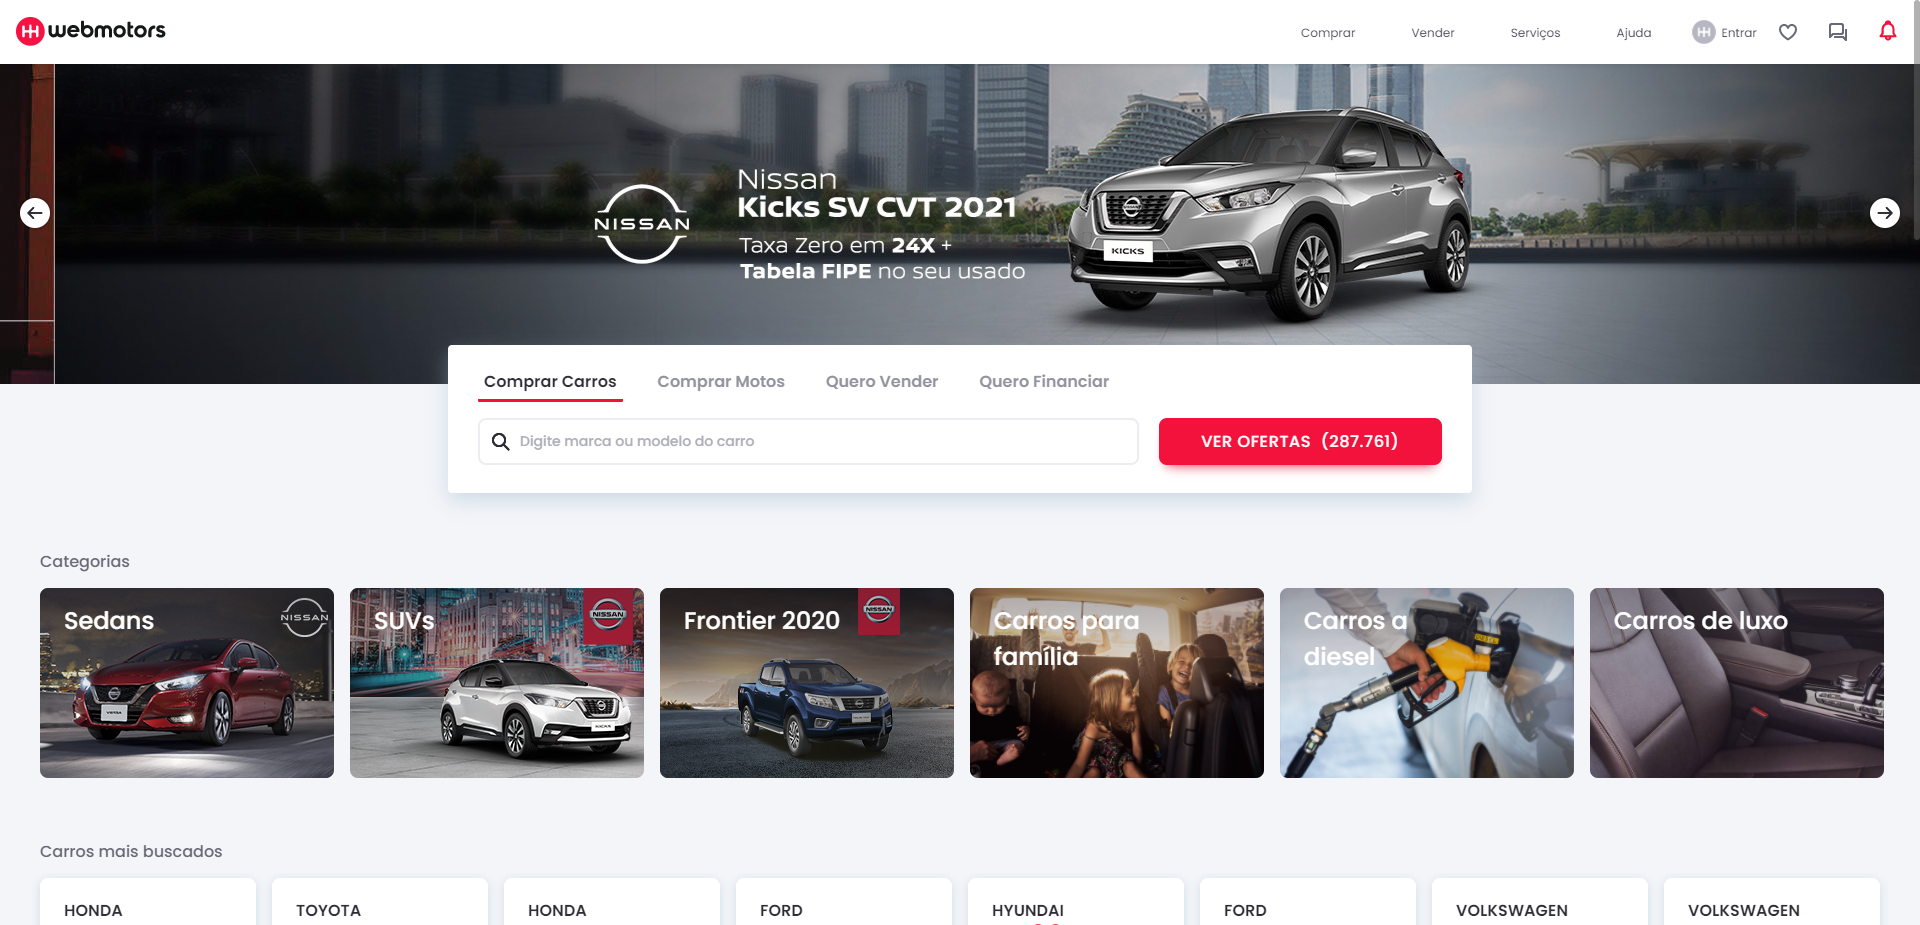 webmotors
Comprar
Vender
Serviços
Ajuda
Entrar
NISSAN
Nissan
Kicks SV CVT 2021
Taxa Zero em 24X +
Tabela FIPE no seu usado
KICKS
Comprar Carros
Comprar Motos
Quero Vender
Quero Financiar
Digite marca ou modelo do carro
VER OFERTAS (287.761)
Categorias
Sedans
NISSAN
SUVs
NISSAN
KICKS
Frontier 2020
NISSAN
Carros para
família
Carros a
diesel
Carros de luxo
Carros mais buscados
HONDA
TOYOTA
HONDA
FORD
HYUNDAI
FORD
VOLKSWAGEN
VOLKSWAGEN